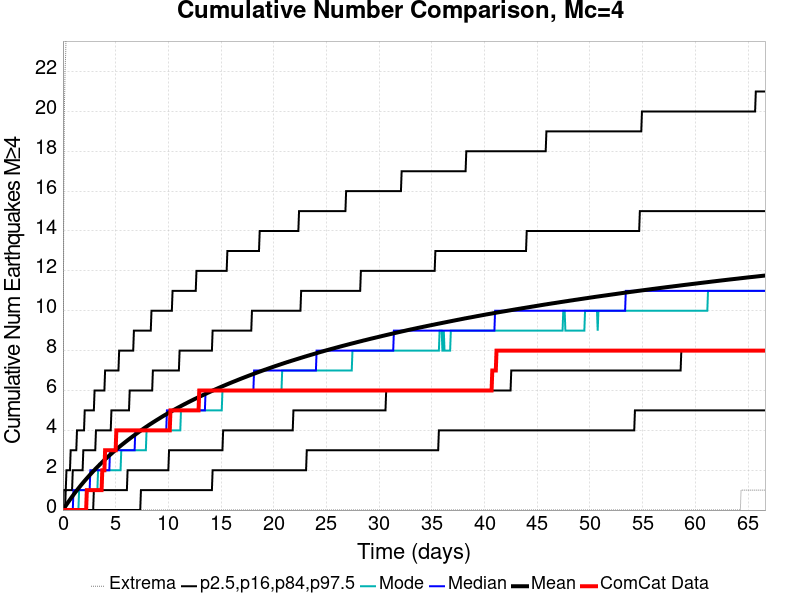 Cumulative Number Comparison, Mc=4
Cumulative Num Earthquakes M≥4
22
20
18
16
14
12
10
8
6
4
2
0
0 5 10 15 20 25 30 35 40 45 50 55 60 65
Time (days)
Extrema p2.5,p16,p84,p97.5 Mode Median Mean ComCat Data